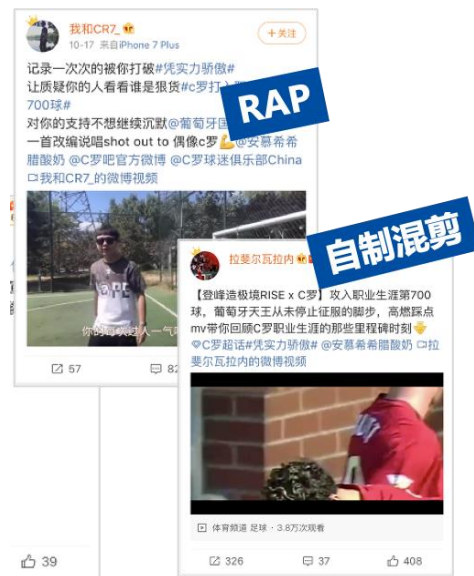 我和CR7_
10-17 来自iPhone 7 Plus
+关注
记录一次次的被你打破#凭实力骄傲#
让质疑你的人看看谁是狠货#c罗打入
700球#
对你的支持不想继续沉默@葡萄牙
一首改编说唱shot out to 偶像c罗 @安慕希希
腊酸奶 @C罗吧官方微博 @C罗球迷俱乐部China
我和CR7_的微博视频
RAP
57
82
39
自制混剪
拉斐尔瓦拉内
【登峰造极境RISE x C罗】攻入职业生涯第700
球，葡萄牙天王从未停止征服的脚步，高燃踩点
mv带你回顾C罗职业生涯的那些里程碑时刻
C罗超话#凭实力骄傲# @安慕希希腊酸奶 拉
斐尔瓦拉内的微博视频
体育频道 足球 · 3.8万次观看
326
37
408